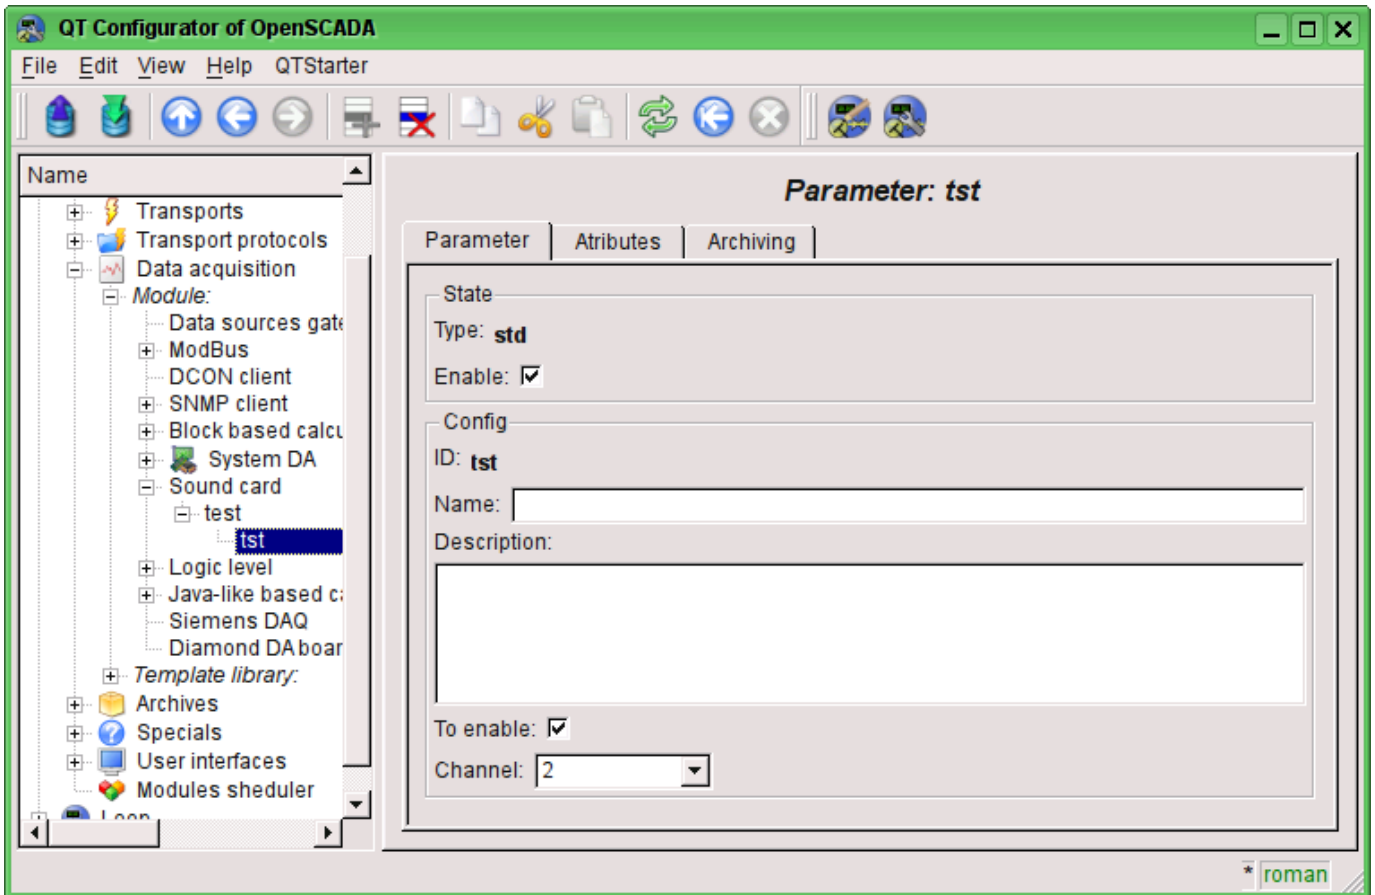 QT Configurator of OpenSCADA
File Edit View Help QTStarter
Name
Transports
Transport protocols
Data acquisition
Module:
Data sources gate
ModBus
DCON client
SNMP client
Block based calcu
System DA
Sound card
test
tst
Logic level
Java-like based ca
Siemens DAQ
Diamond DA boar
Template library:
Archives
Specials
User interfaces
Modules sheduler
Loop
Parameter: tst
Parameter Atributes Archiving
State
Type: std
Enable:
Config
ID: tst
Name:
Description:
To enable:
Channel: 2
* roman